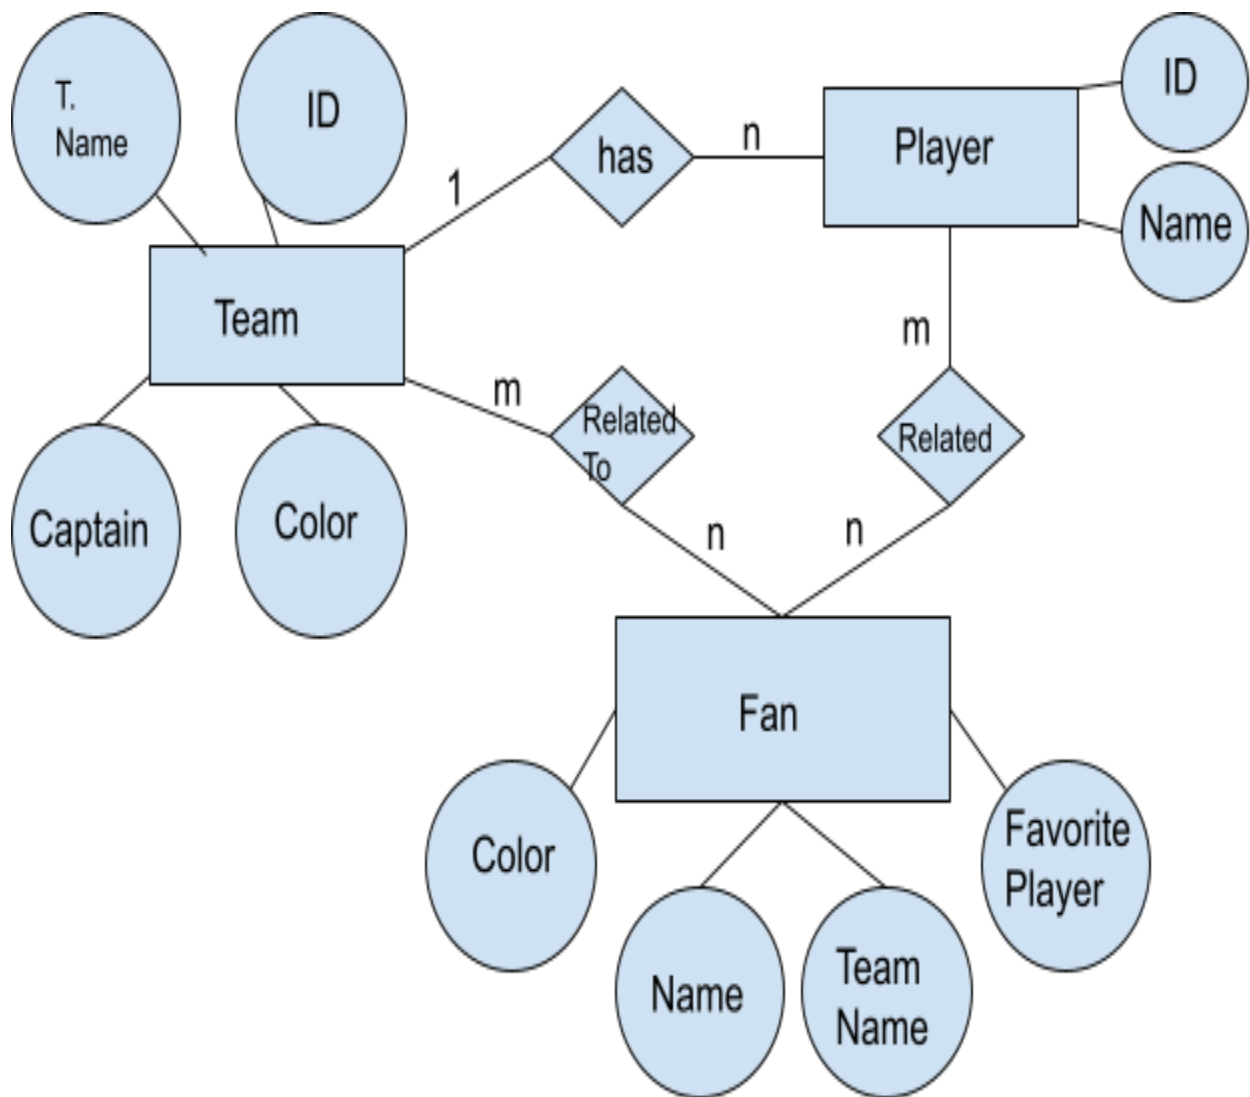 T.
Name
ID
ID
has
n
Player
1
Name
Team
m
m
Related
To
Related
Captain
Color
n
n
Fan
Color
Favorite
Player
Name
Team
Name